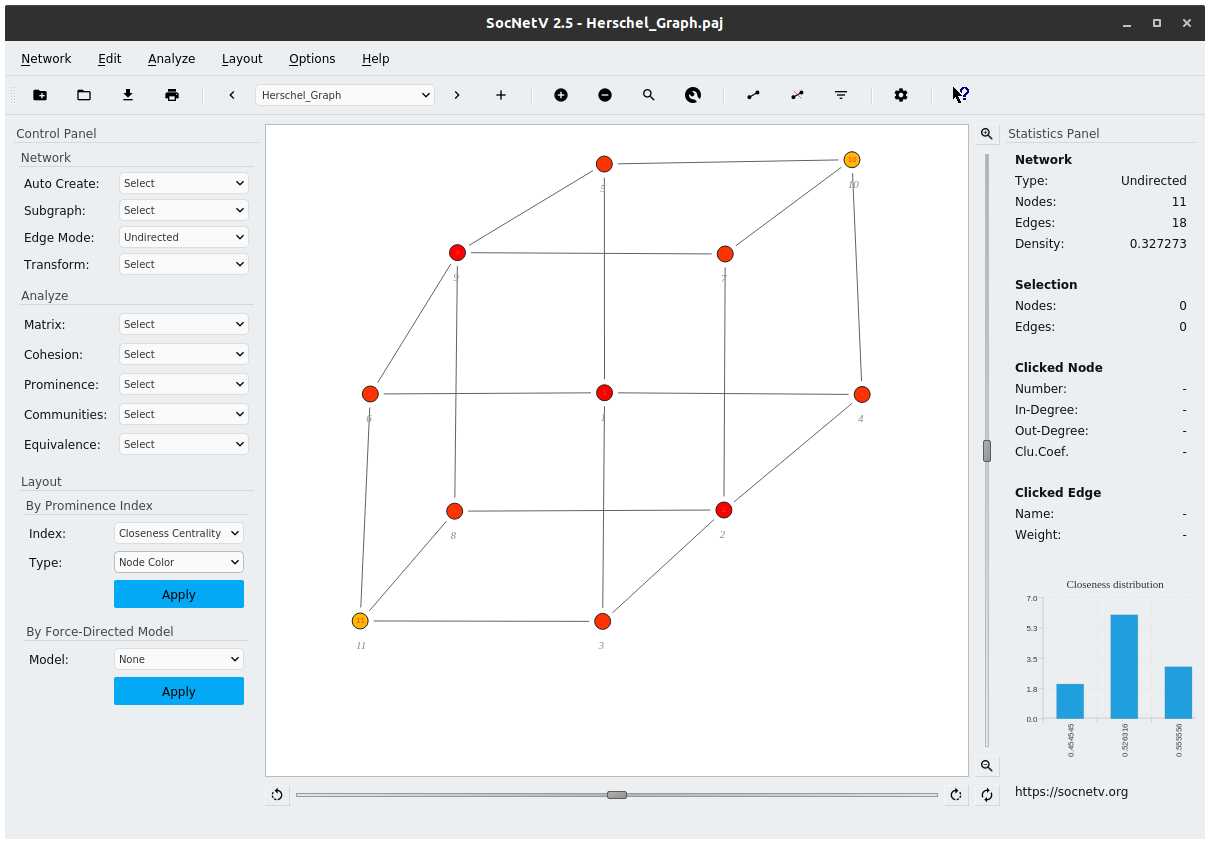 SocNetV 2.5 - Herschel_Graph.paj
Network Edit Analyze Layout Options Help
Herschel_Graph
Control Panel
Network
Auto Create: Select
Subgraph: Select
Edge Mode: Undirected
Transform: Select
Analyze
Matrix: Select
Cohesion: Select
Prominence: Select
Communities: Select
Equivalence: Select
Layout
By Prominence Index
Index: Closeness Centrality
Type: Node Color
Apply
By Force-Directed Model
Model: None
Apply
5
10
10
9
7
6
1
4
8
2
11
11
3
Statistics Panel
Network
Type: Undirected
Nodes: 11
Edges: 18
Density: 0.327273
Selection
Nodes: 0
Edges: 0
Clicked Node
Number: -
In-Degree: -
Out-Degree: -
Clu.Coef. -
Clicked Edge
Name: -
Weight: -
Closeness distribution
7.0
5.3
3.5
1.8
0.0
0.454545
0.526316
0.555556
https://socnetv.org